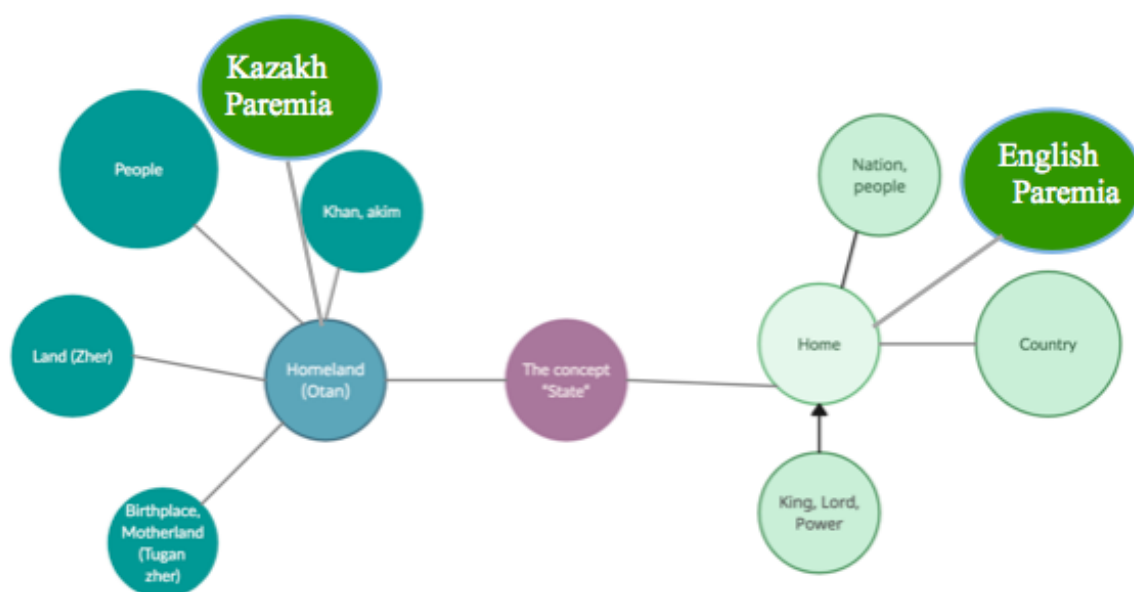 Kazakh
Paremia
People
Khan, akim
Land (Zher)
Homeland
(Otan)
Birthplace,
Motherland
(Tugan
zher)
The concept
"State"
Nation,
people
English
Paremia
Home
Country
King, Lord,
Power